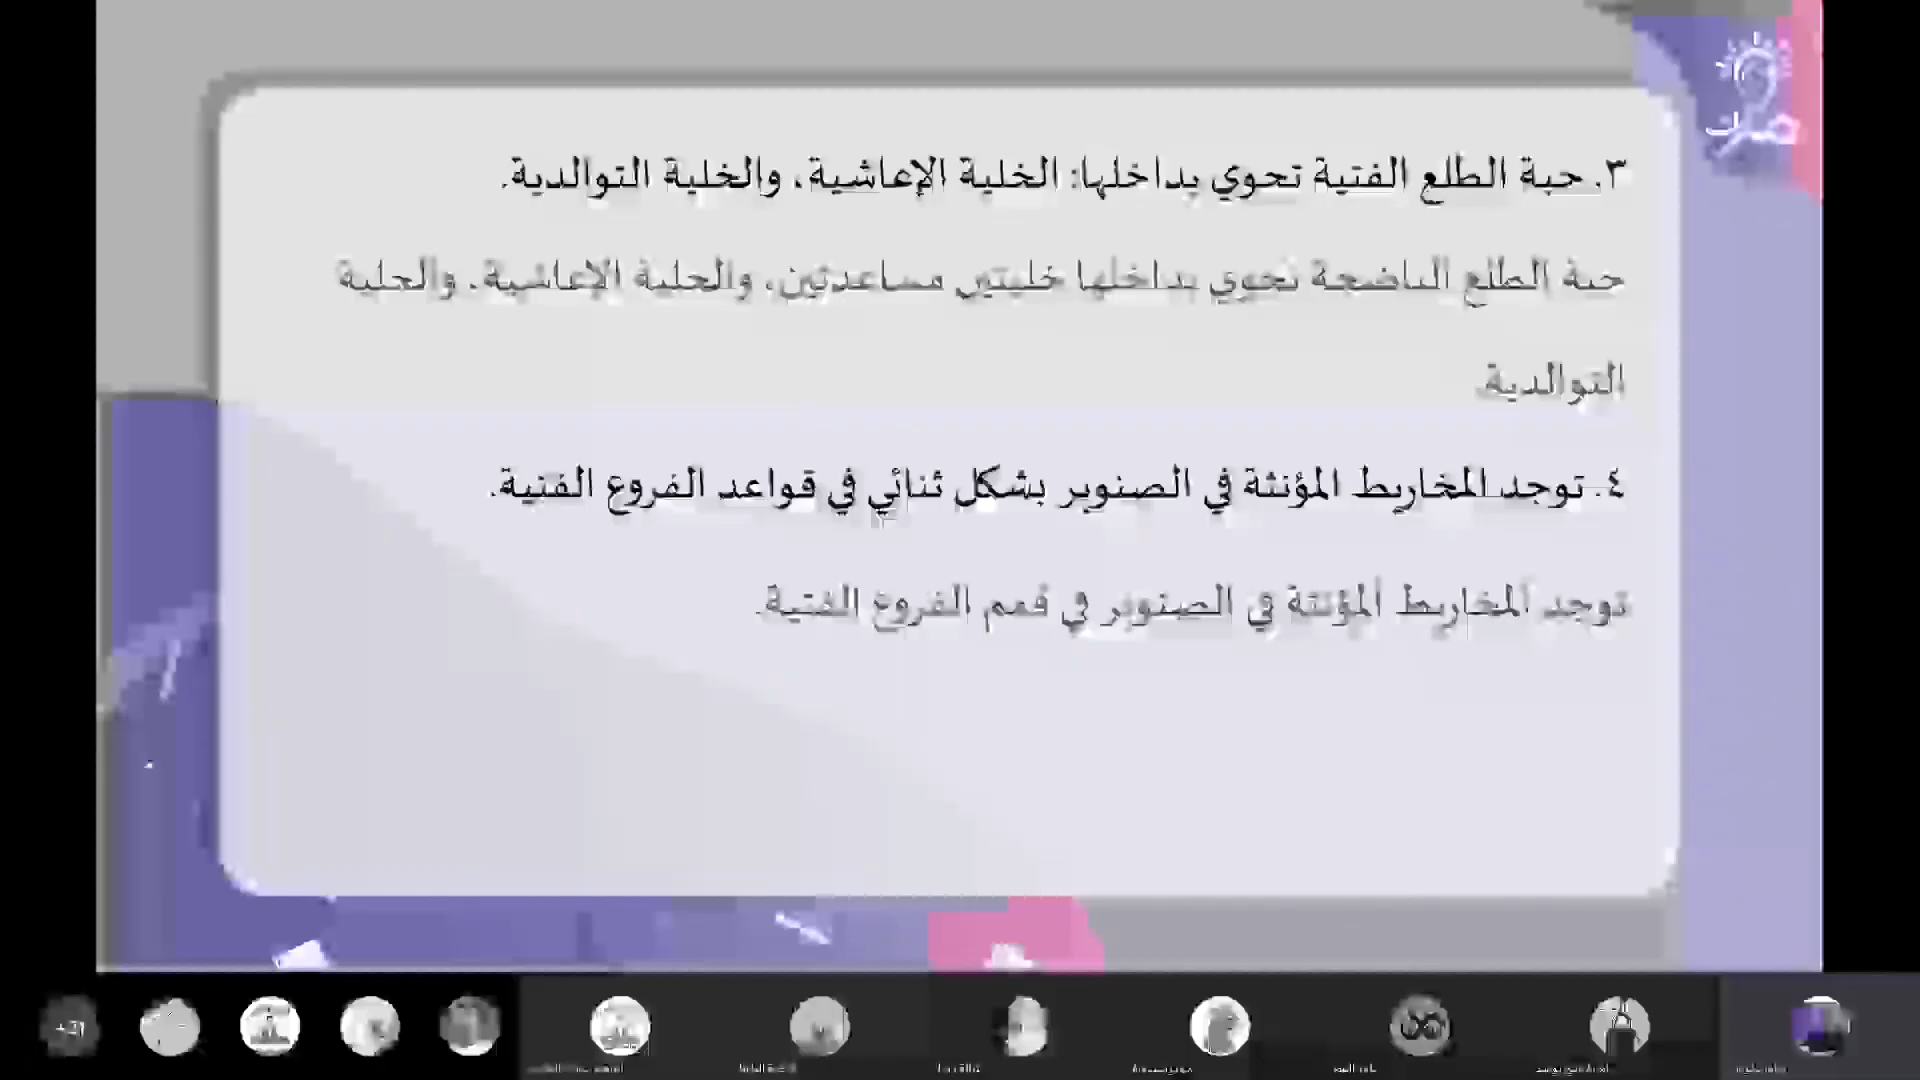 ٣. حبة الطلع الفتية تحوي بداخلها: الخلية الإعاشية، والخلية التوالدية.
حبة الطلع الناضجة تحوي بداخلها خليتين مساعدتين، والخلية الإعاشية، والخلية
التوالدية.
٤. توجد المخاريط المؤنثة في الصنوبر بشكل ثنائي في قواعد الفروع الفتية.
توجد المخاريط المؤنثة في الصنوبر في قمم الفروع الفتية.
+31